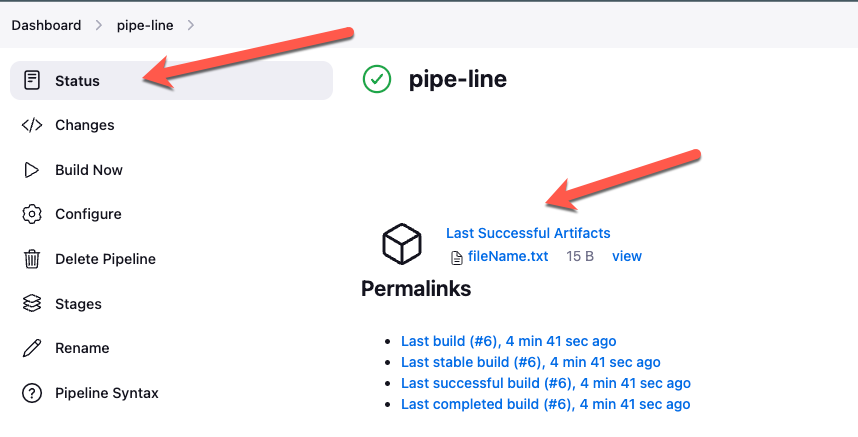 Dashboard > pipe-line >
Status
Changes
Build Now
Configure
Delete Pipeline
Stages
Rename
Pipeline Syntax
pipe-line
Last Successful Artifacts
fileName.txt 15 B view
Permalinks
Last build (#6), 4 min 41 sec ago
Last stable build (#6), 4 min 41 sec ago
Last successful build (#6), 4 min 41 sec ago
Last completed build (#6), 4 min 41 sec ago